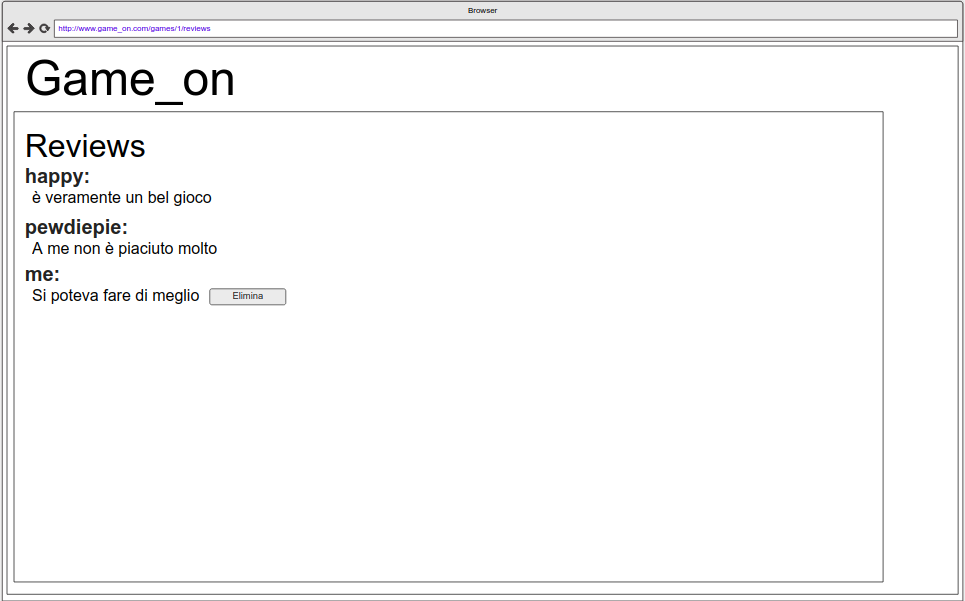 Browser
http://www.game_on.com/games/1/reviews
Game_on
Reviews
happy:
è veramente un bel gioco
pewdiepie:
A me non è piaciuto molto
me:
Si poteva fare di meglio Elimina